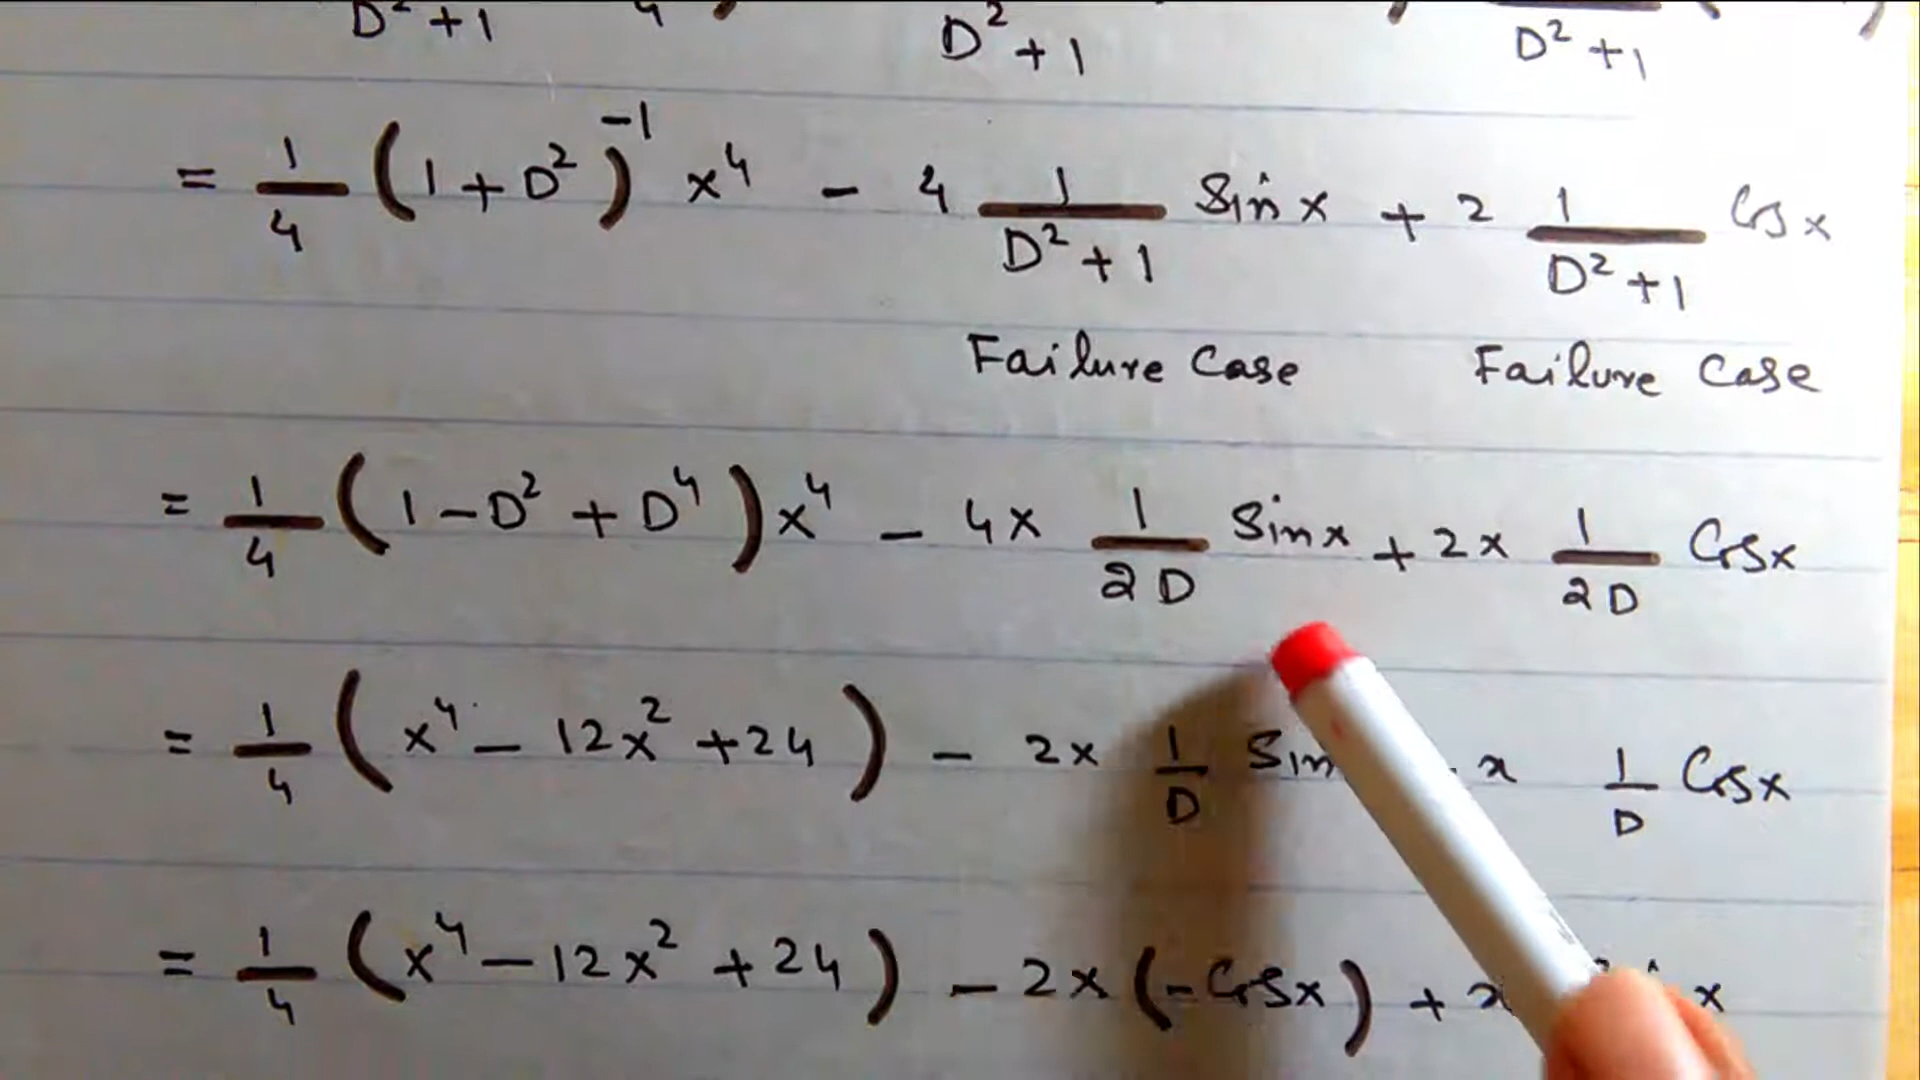 D² + 1 4 D² + 1 D² + 1
= 1/4 (1 + D²)⁻¹ x⁴ - 4 1/(D² + 1) Sin x + 2 1/(D² + 1) Cos x
Failure Case Failure Case
= 1/4 (1 - D² + D⁴) x⁴ - 4x 1/(2D) Sin x + 2x 1/(2D) Cos x
= 1/4 (x⁴ - 12x² + 24) - 2x 1/D Sin x 1/D Cos x
= 1/4 (x⁴ - 12x² + 24) - 2x (- Cos x) + x x